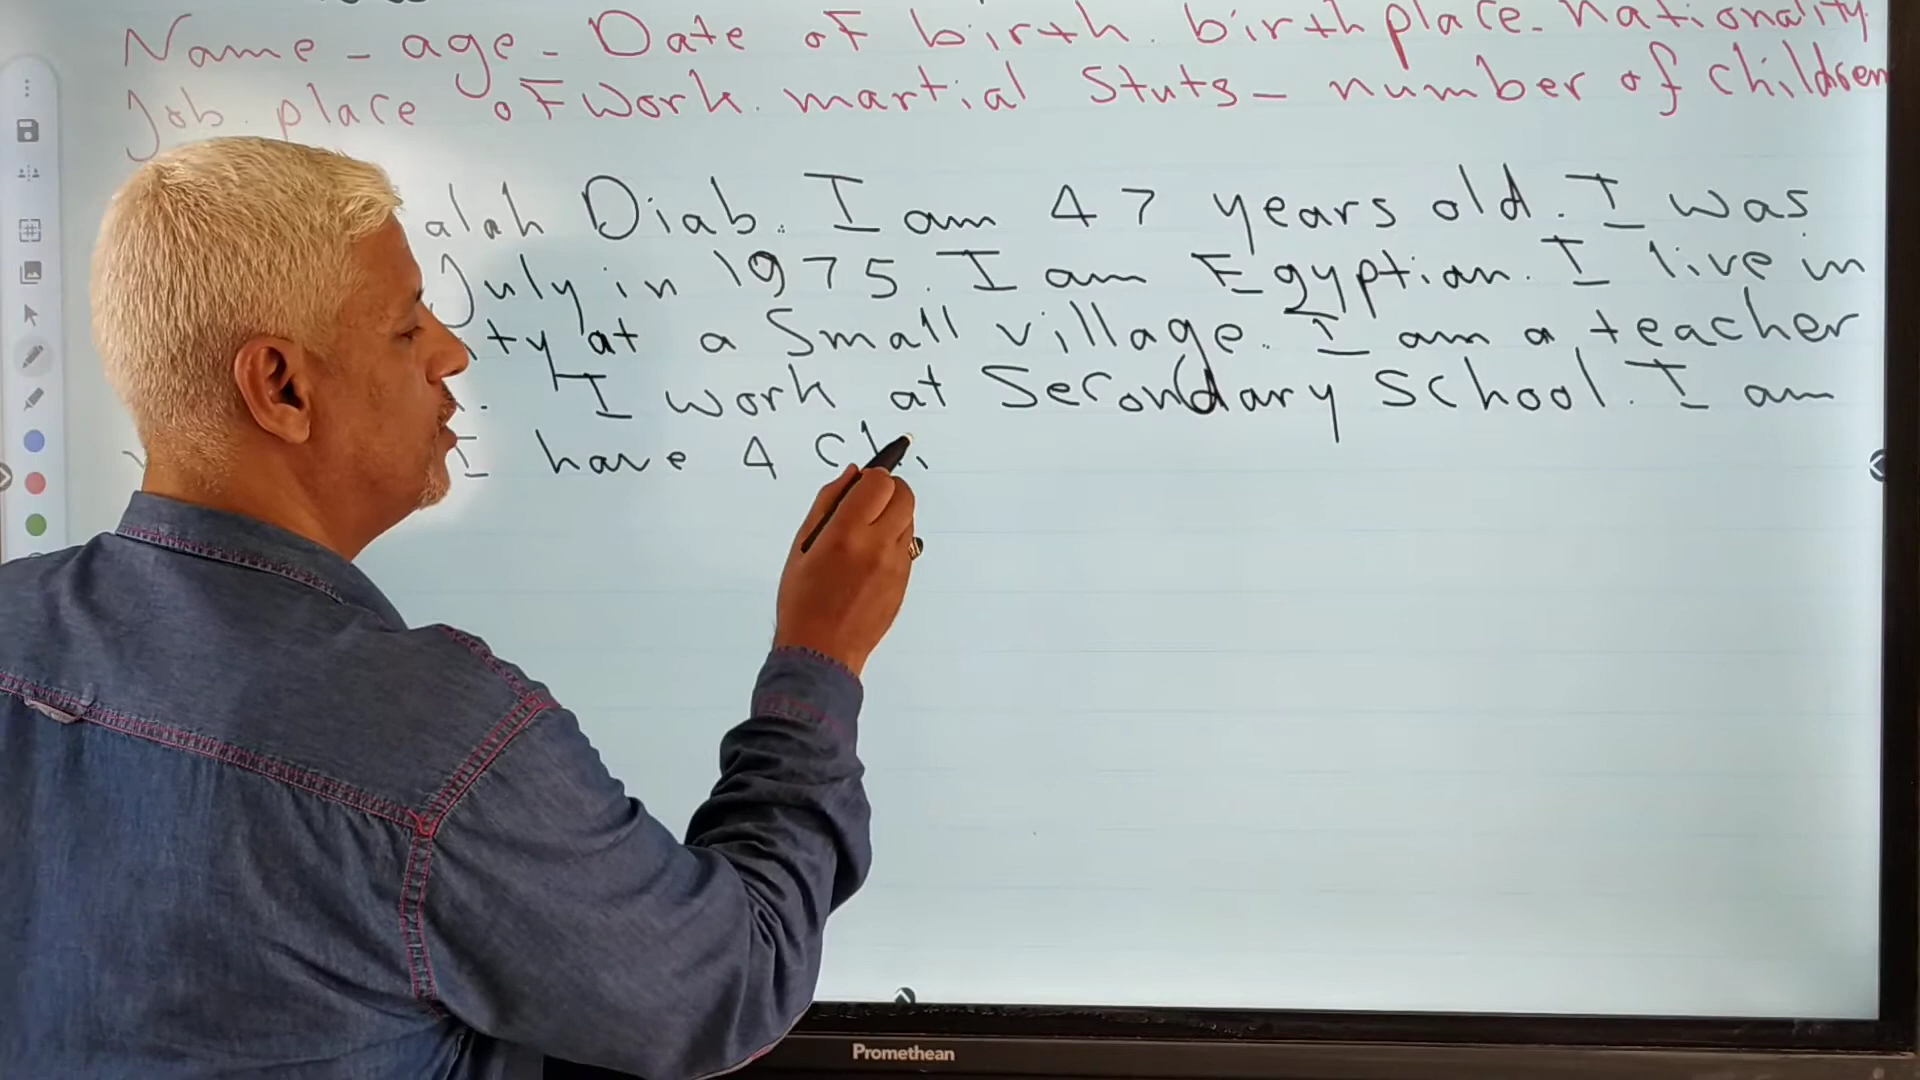 Name - age - Date of birth. birth place - nationality
Job. place of work. martial Stuts - number of children
alah Diab. I am 47 years old. I was
July in 1975. I am Egyptian. I live in
ty at a Small village. I am a teacher
I work at Secondary School. I am
I have 4 Chi
Promethean